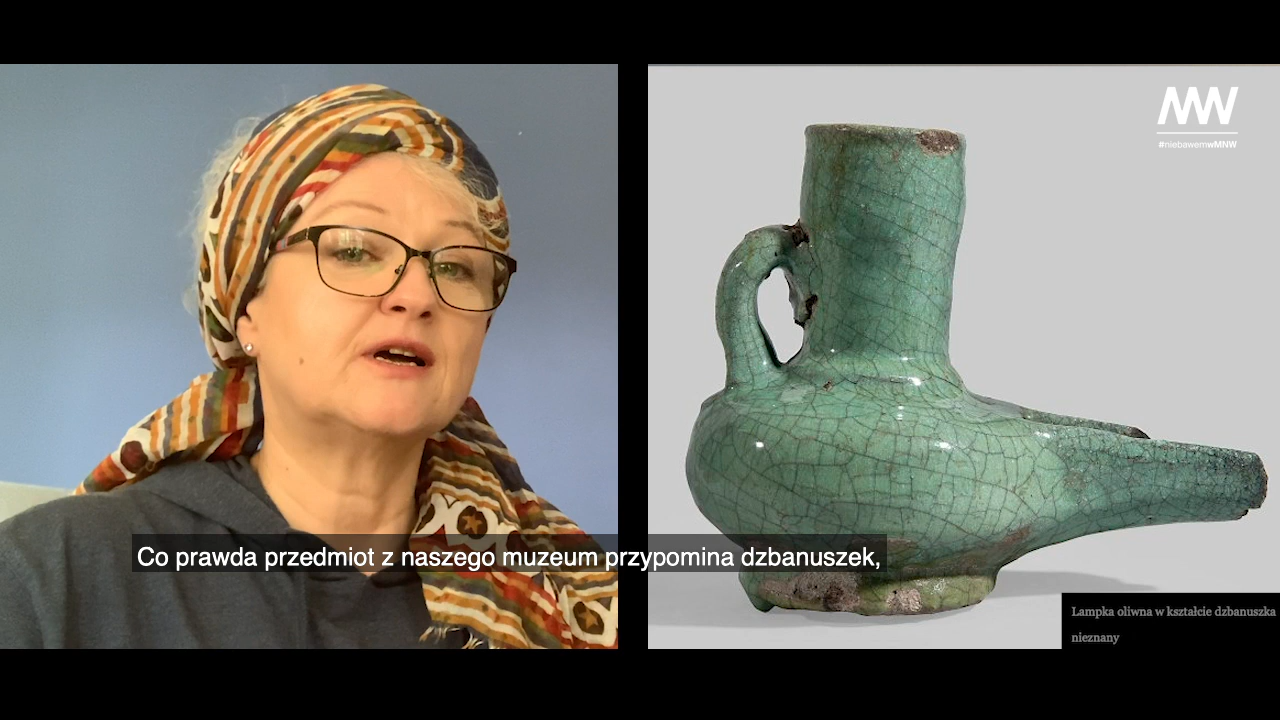 MNW
#niebawemwMNW
Co prawda przedmiot z naszego muzeum przypomina dzbanuszek,
Lampka oliwna w kształcie dzbanuszka
nieznany